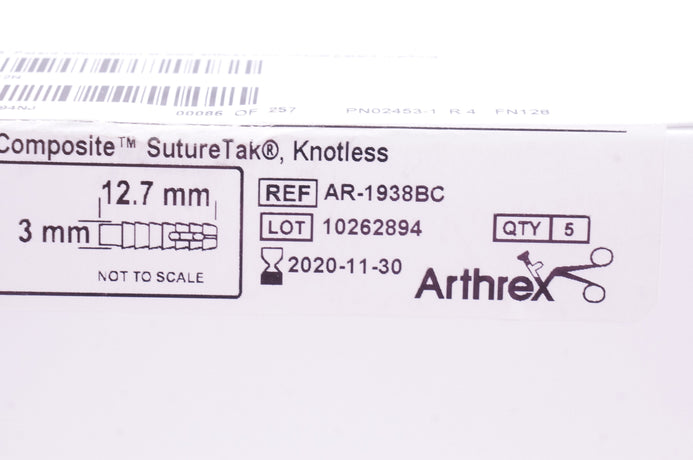 00086 OF 257 PN02453-1 R 4 FN128
Composite™ SutureTak®, Knotless
12.7 mm
3 mm
NOT TO SCALE
REF AR-1938BC
LOT 10262894
QTY 5
2020-11-30
Arthrex